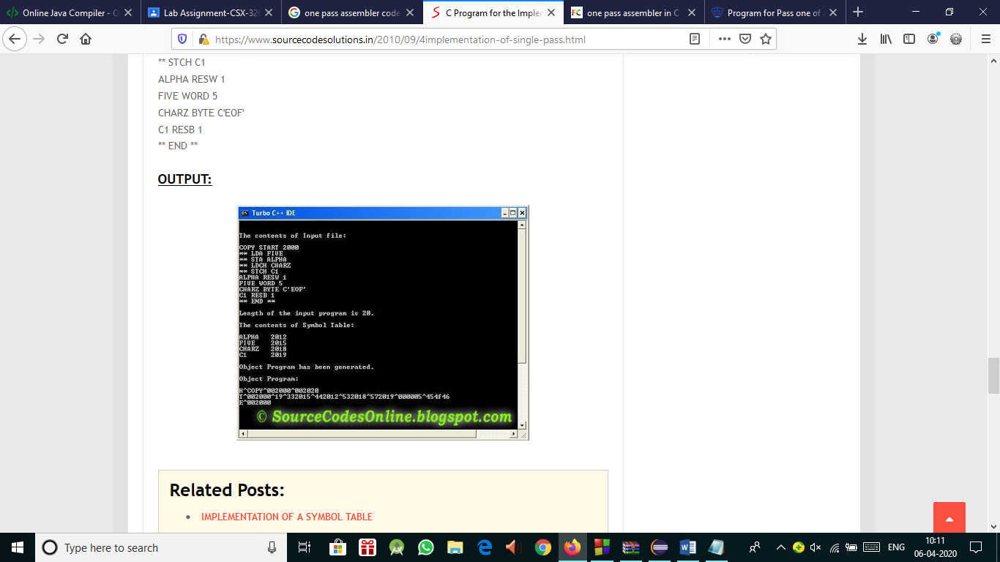 Online Java Compiler - O
Lab Assignment-CSX-32
one pass assembler code
C Program for the Impler
one pass assembler in C
Program for Pass one of
https://www.sourcecodesolutions.in/2010/09/4implementation-of-single-pass.html
** STCH C1
ALPHA RESW 1
FIVE WORD 5
CHARZ BYTE C'EOF'
C1 RESB 1
** END **
OUTPUT:
Turbo C++ IDE
The contents of Input file:
COPY START 2000
** LDA FIVE
** STA ALPHA
** LDCH CHARZ
** STCH C1
ALPHA RESW 1
FIVE WORD 5
CHARZ BYTE C'EOF'
C1 RESB 1
** END **
Length of the input program is 20.
The contents of Symbol Table:
ALPHA 2012
FIVE 2015
CHARZ 2018
C1 2019
Object Program has been generated.
Object Program:
H^COPY^002000^002020
T^002000^19^332015^442012^532018^572019^000005^454f46
E^002000
© SourceCodesOnline.blogspot.com
Related Posts:
• IMPLEMENTATION OF A SYMBOL TABLE
Type here to search
ENG
10:11
06-04-2020